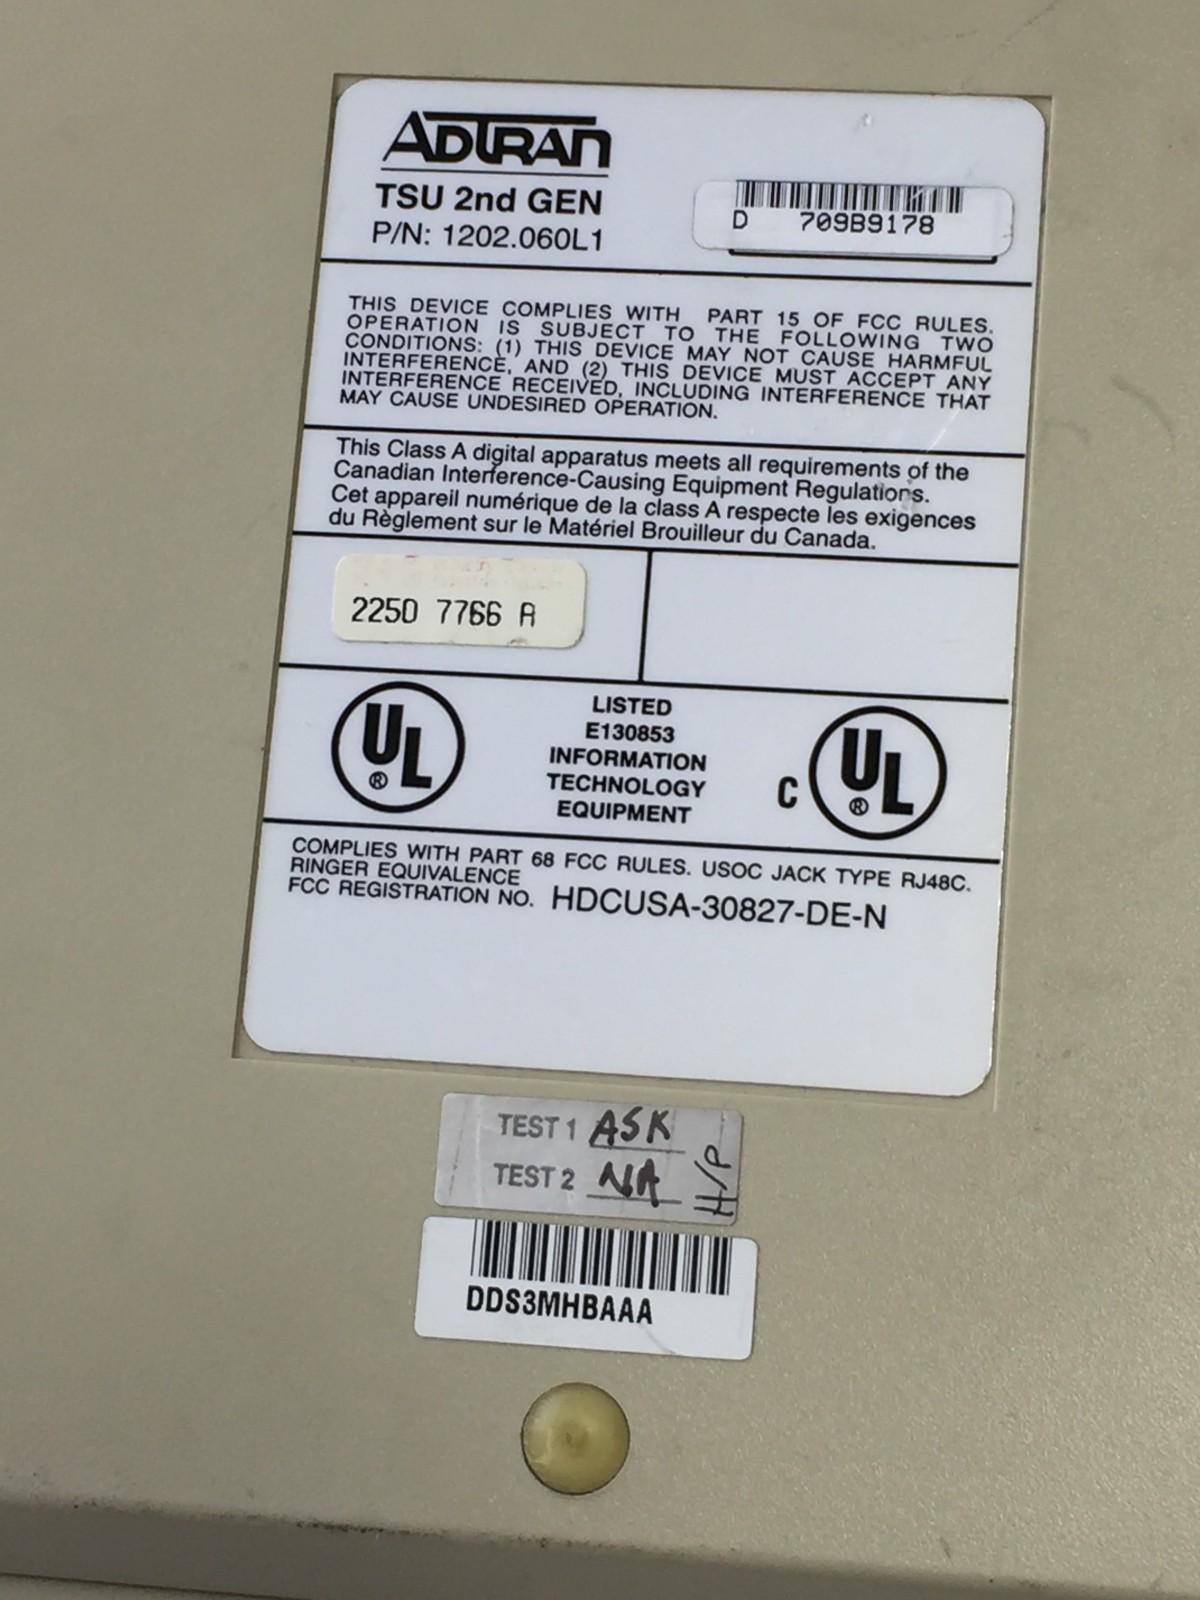 ADTRAN
TSU 2nd GEN
P/N: 1202.060L1
D 709B9178
THIS DEVICE COMPLIES WITH PART 15 OF FCC RULES.
OPERATION IS SUBJECT TO THE FOLLOWING TWO
CONDITIONS: (1) THIS DEVICE MAY NOT CAUSE HARMFUL
INTERFERENCE, AND (2) THIS DEVICE MUST ACCEPT ANY
INTERFERENCE RECEIVED, INCLUDING INTERFERENCE THAT
MAY CAUSE UNDESIRED OPERATION.
This Class A digital apparatus meets all requirements of the
Canadian Interference-Causing Equipment Regulations.
Cet appareil numérique de la class A respecte les exigences
du Règlement sur le Matériel Brouilleur du Canada.
2250 7766 A
UL ®
LISTED
E130853
INFORMATION
TECHNOLOGY
EQUIPMENT
C UL ®
COMPLIES WITH PART 68 FCC RULES. USOC JACK TYPE RJ48C.
RINGER EQUIVALENCE
FCC REGISTRATION NO. HDCUSA-30827-DE-N
TEST 1 ASK
TEST 2 NA
H/P
DDS3MHBAAA